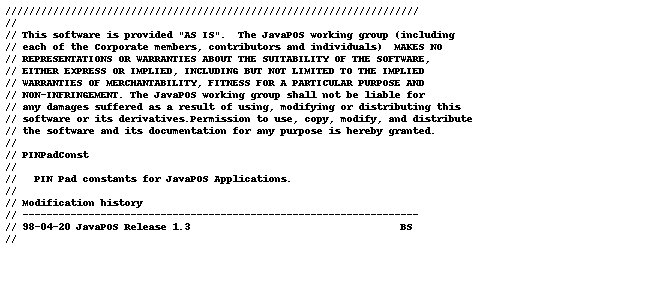 //////////////////////////////////////////////////////////////////////
//
// This software is provided "AS IS".  The JavaPOS working group (including
// each of the Corporate members, contributors and individuals)  MAKES NO
// REPRESENTATIONS OR WARRANTIES ABOUT THE SUITABILITY OF THE SOFTWARE,
// EITHER EXPRESS OR IMPLIED, INCLUDING BUT NOT LIMITED TO THE IMPLIED
// WARRANTIES OF MERCHANTABILITY, FITNESS FOR A PARTICULAR PURPOSE AND
// NON-INFRINGEMENT. The JavaPOS working group shall not be liable for
// any damages suffered as a result of using, modifying or distributing this
// software or its derivatives.Permission to use, copy, modify, and distribute
// the software and its documentation for any purpose is hereby granted.
//
// PINPadConst
//
//   PIN Pad constants for JavaPOS Applications.
//
// Modification history
// ------------------------------------------------------------------
// 98-04-20 JavaPOS Release 1.3                                   BS
//